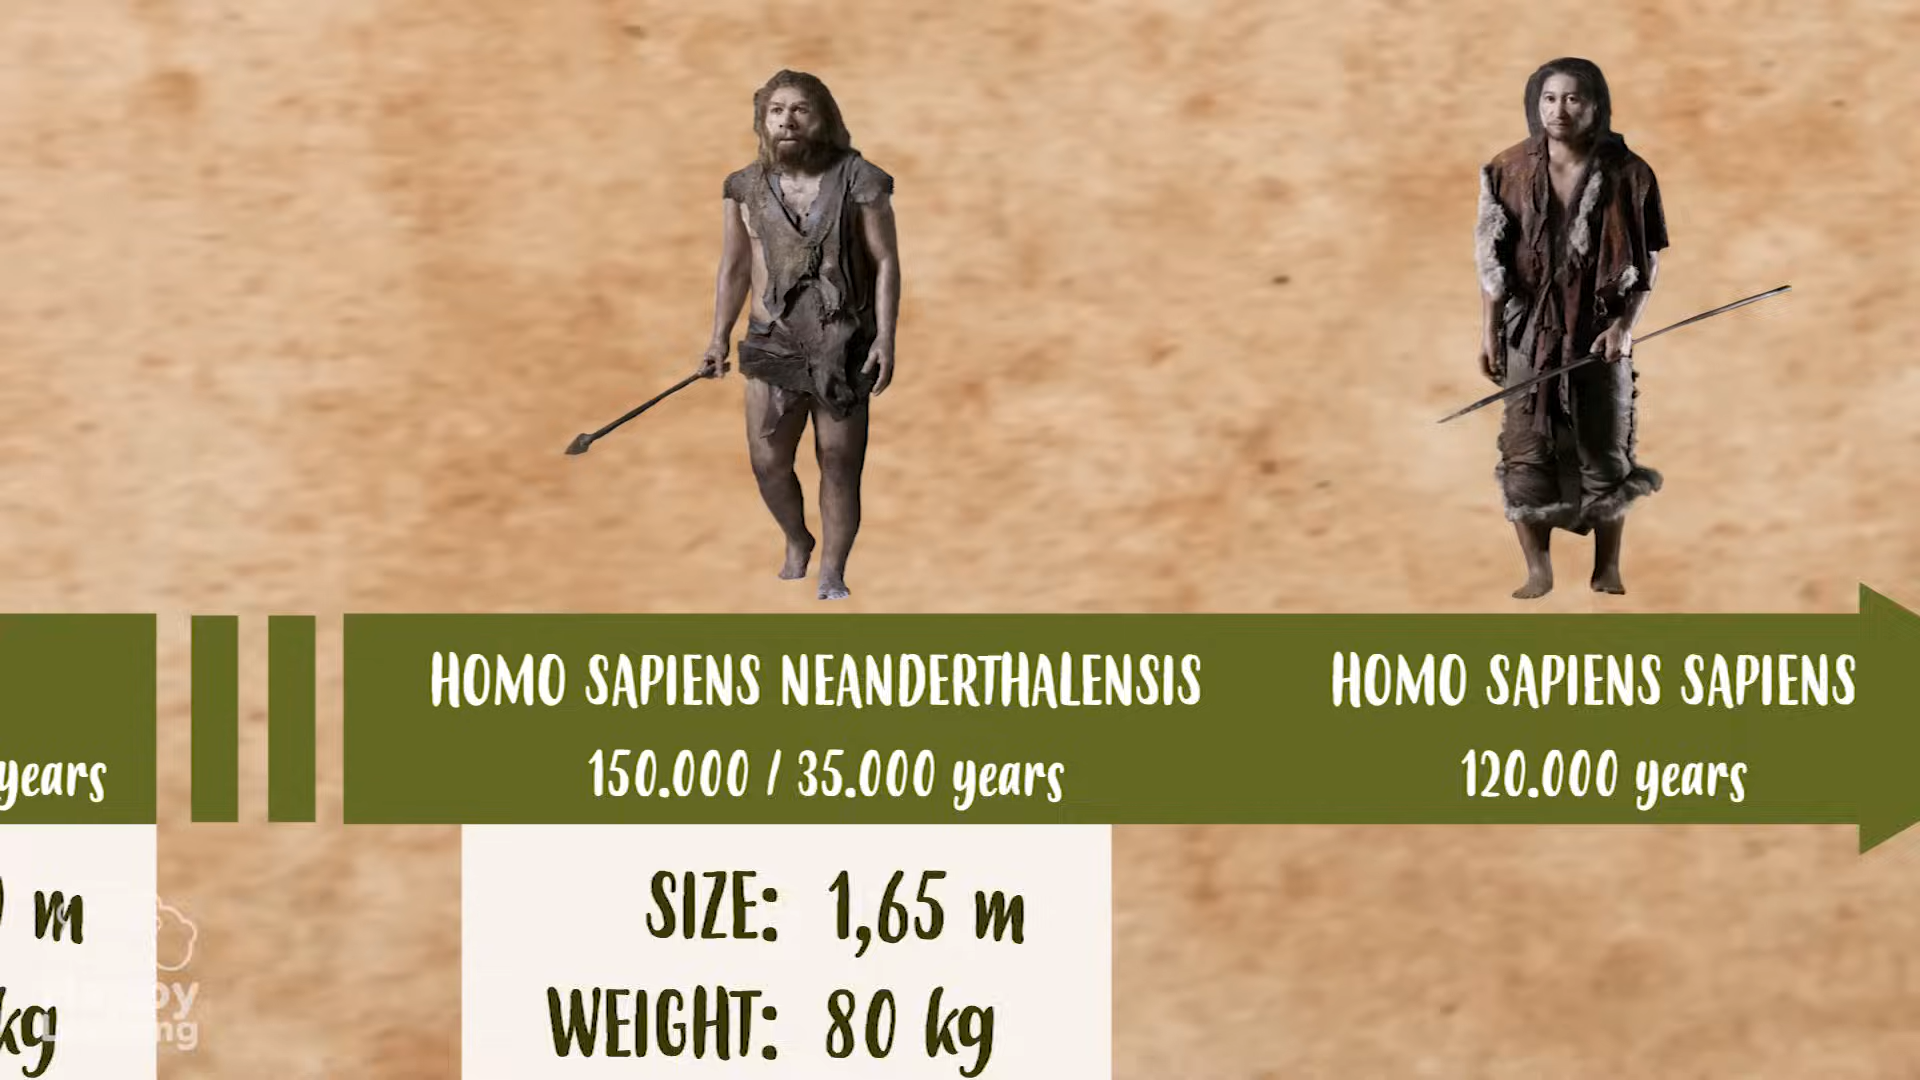 HOMO SAPIENS NEANDERTHALENSIS
150.000 / 35.000 years
HOMO SAPIENS SAPIENS
120.000 years
years
m
kg
SIZE: 1,65 m
WEIGHT: 80 kg